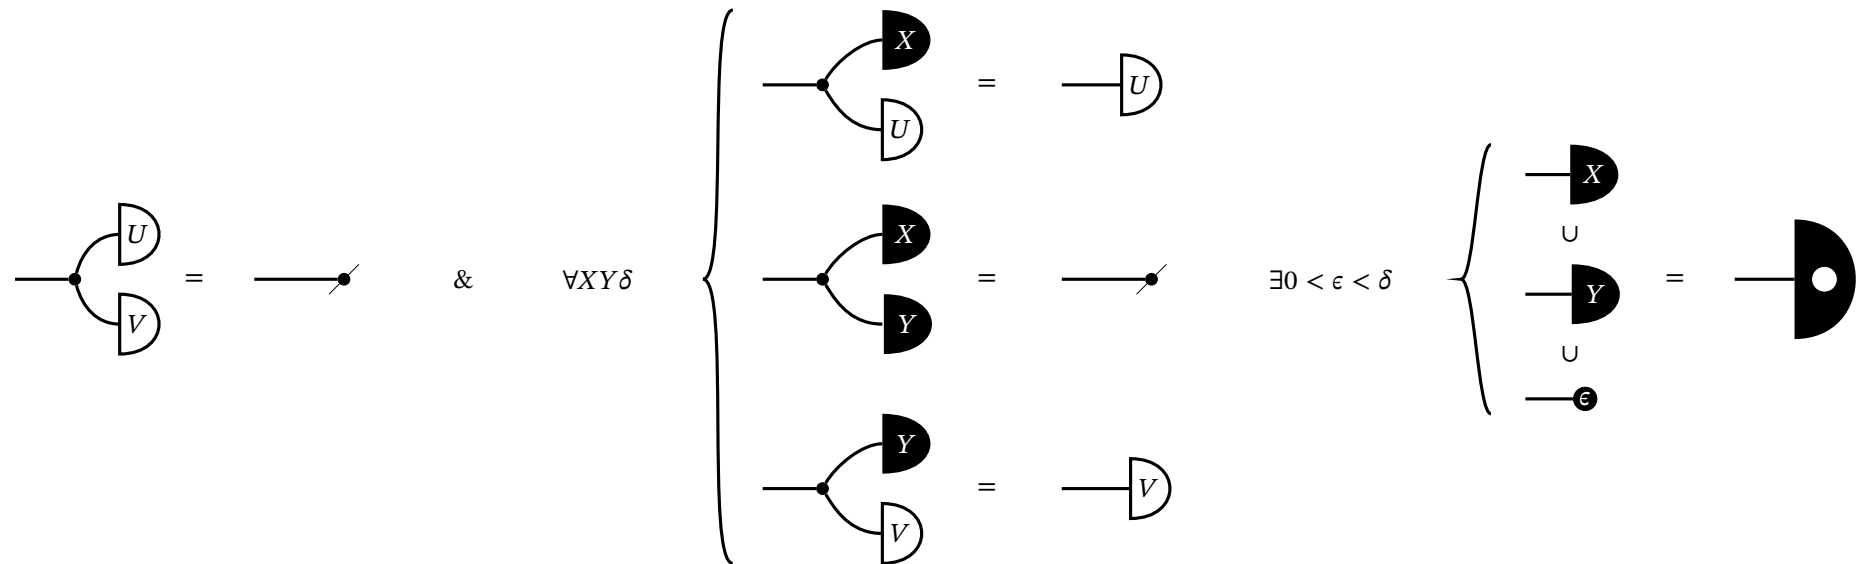 X
U
=
U
X
∪
U
V
=
&
∀XYδ
X
Y
=
∃0 < ϵ < δ
Y
=
∪
ϵ
Y
V
=
V